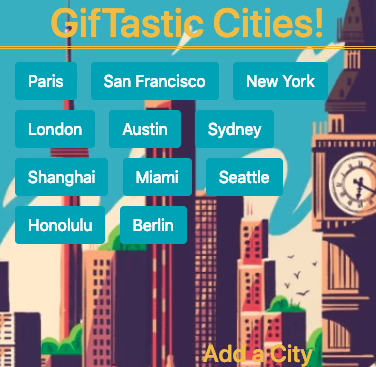 GifTastic Cities!
Paris San Francisco New York
London Austin Sydney
Shanghai Miami Seattle
Honolulu Berlin
Add a City